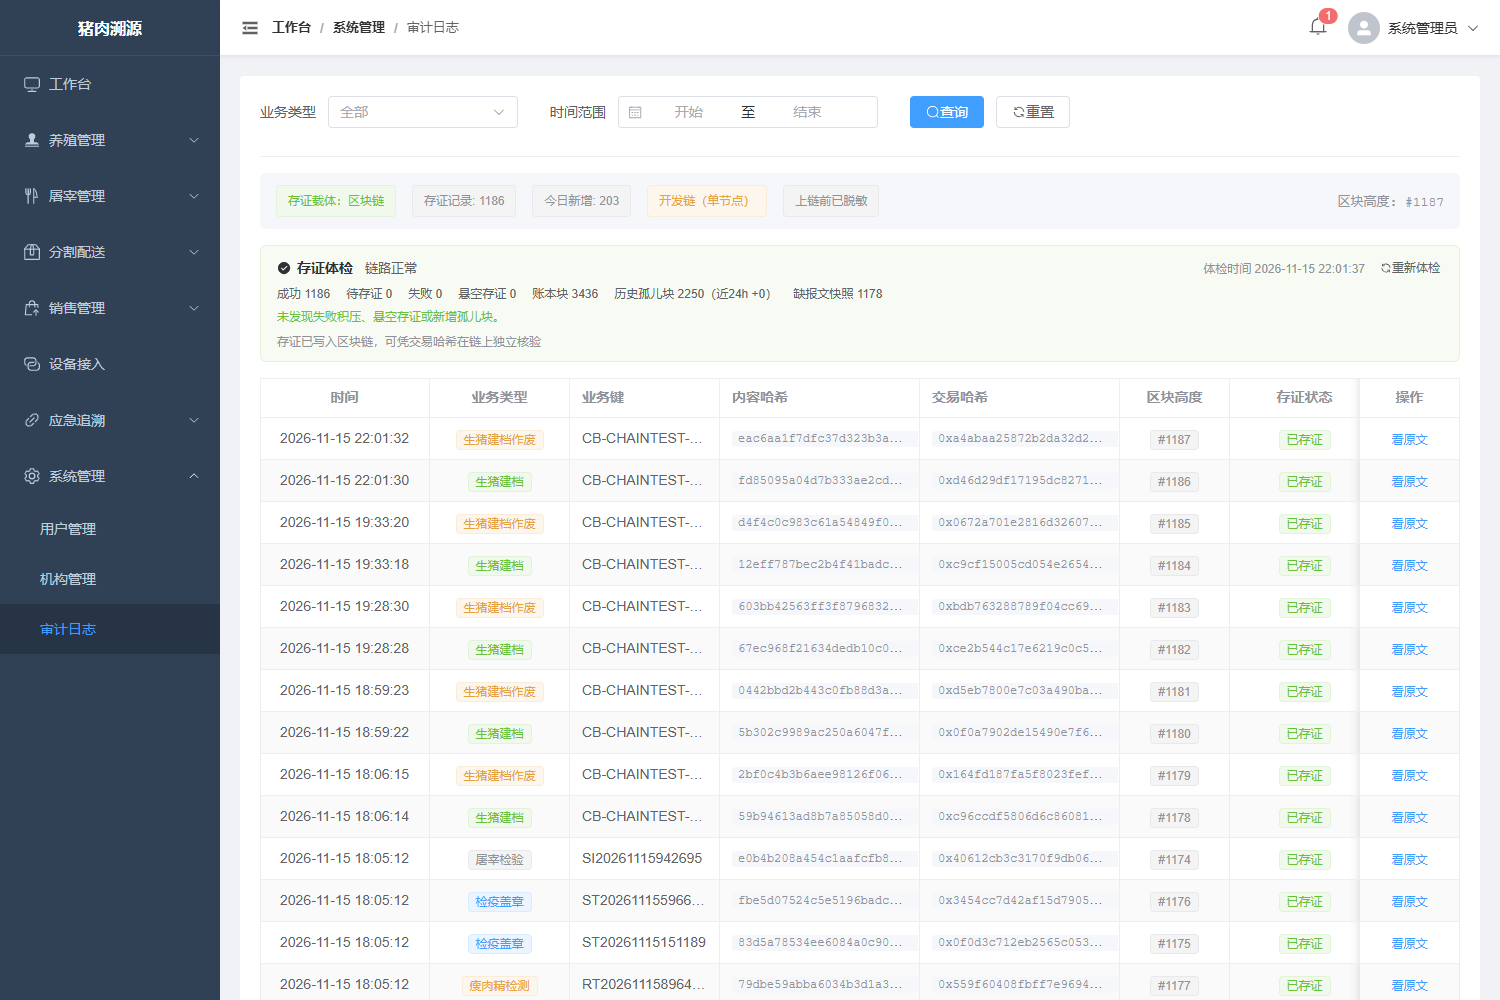 猪肉溯源
工作台
养殖管理
屠宰管理
分割配送
销售管理
设备接入
应急追溯
系统管理
用户管理
机构管理
审计日志
工作台 / 系统管理 / 审计日志
1
系统管理员
业务类型 全部 时间范围 开始 至 结束 查询 重置
存证载体：区块链 存证记录: 1186 今日新增: 203 开发链（单节点） 上链前已脱敏 区块高度：#1187
存证体检 链路正常 体检时间 2026-11-15 22:01:37 重新体检
成功 1186 待存证 0 失败 0 悬空存证 0 账本块 3436 历史孤儿块 2250（近24h +0） 缺报文快照 1178
未发现失败积压、悬空存证或新增孤儿块。
存证已写入区块链，可凭交易哈希在链上独立核验
时间 业务类型 业务键 内容哈希 交易哈希 区块高度 存证状态 操作
2026-11-15 22:01:32 生猪建档作废 CB-CHAINTEST-... eac6aa1f7dfc37d323b3a... 0xa4abaa25872b2da32d2... #1187 已存证 看原文
2026-11-15 22:01:30 生猪建档 CB-CHAINTEST-... fd85095a04d7b333ae2cd... 0xd46d29df17195dc8271... #1186 已存证 看原文
2026-11-15 19:33:20 生猪建档作废 CB-CHAINTEST-... d4f4c0c983c61a54849f0... 0x0672a701e2816d32607... #1185 已存证 看原文
2026-11-15 19:33:18 生猪建档 CB-CHAINTEST-... 12eff787bec2b4f41badc... 0xc9cf15005cd054e2654... #1184 已存证 看原文
2026-11-15 19:28:30 生猪建档作废 CB-CHAINTEST-... 603bb42563ff3f8796832... 0xbdb763288789f04cc69... #1183 已存证 看原文
2026-11-15 19:28:28 生猪建档 CB-CHAINTEST-... 67ec968f21634dedb10c0... 0xce2b544c17e6219c0c5... #1182 已存证 看原文
2026-11-15 18:59:23 生猪建档作废 CB-CHAINTEST-... 0442bbd2b443c0fb88d3a... 0xd5eb7800e7c03a490ba... #1181 已存证 看原文
2026-11-15 18:59:22 生猪建档 CB-CHAINTEST-... 5b302c9989ac250a6047f... 0x0f0a7902de15490e7f6... #1180 已存证 看原文
2026-11-15 18:06:15 生猪建档作废 CB-CHAINTEST-... 2bf0c4b3b6aee98126f06... 0x164fd187fa5f8023fef... #1179 已存证 看原文
2026-11-15 18:06:14 生猪建档 CB-CHAINTEST-... 59b94613ad8b7a85058d0... 0xc96ccdf5806d6c86081... #1178 已存证 看原文
2026-11-15 18:05:12 屠宰检验 SI20261115942695 e0b4b208a454c1aafcfb8... 0x40612cb3c3170f9db06... #1174 已存证 看原文
2026-11-15 18:05:12 检疫盖章 ST202611155966... fbe5d07524c5e5196badc... 0x3454cc7d42af15d7905... #1176 已存证 看原文
2026-11-15 18:05:12 检疫盖章 ST20261115151189 83d5a78534ee6084a0c90... 0x0f0d3c712eb2565c053... #1175 已存证 看原文
2026-11-15 18:05:12 瘦肉精检测 RT202611158964... 79dbe59abba6034b3d1a3... 0x559f60408fbff7e9694... #1177 已存证 看原文